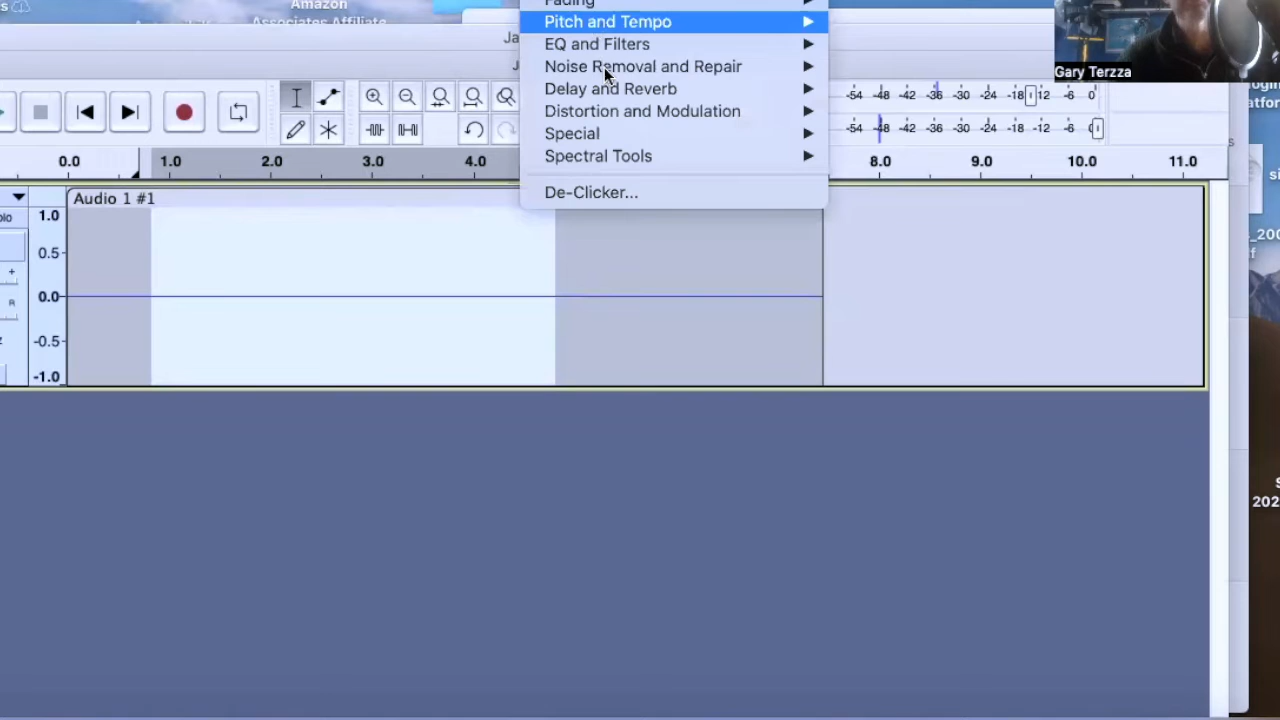 Amazon
Associates Affiliate
Ja
Fading
Pitch and Tempo
EQ and Filters
Noise Removal and Repair
Delay and Reverb
Distortion and Modulation
Special
Spectral Tools
De-Clicker...
Gary Terzza
-54 -48 -42 -36 -30 -24 -18 -12 -6 0
-54 -48 -42 -36 -30 -24 -18 -12 -6 0
0.0 1.0 2.0 3.0 4.0 8.0 9.0 10.0 11.0
Audio 1 #1
1.0
0.5
0.0
-0.5
-1.0
R
_200
202